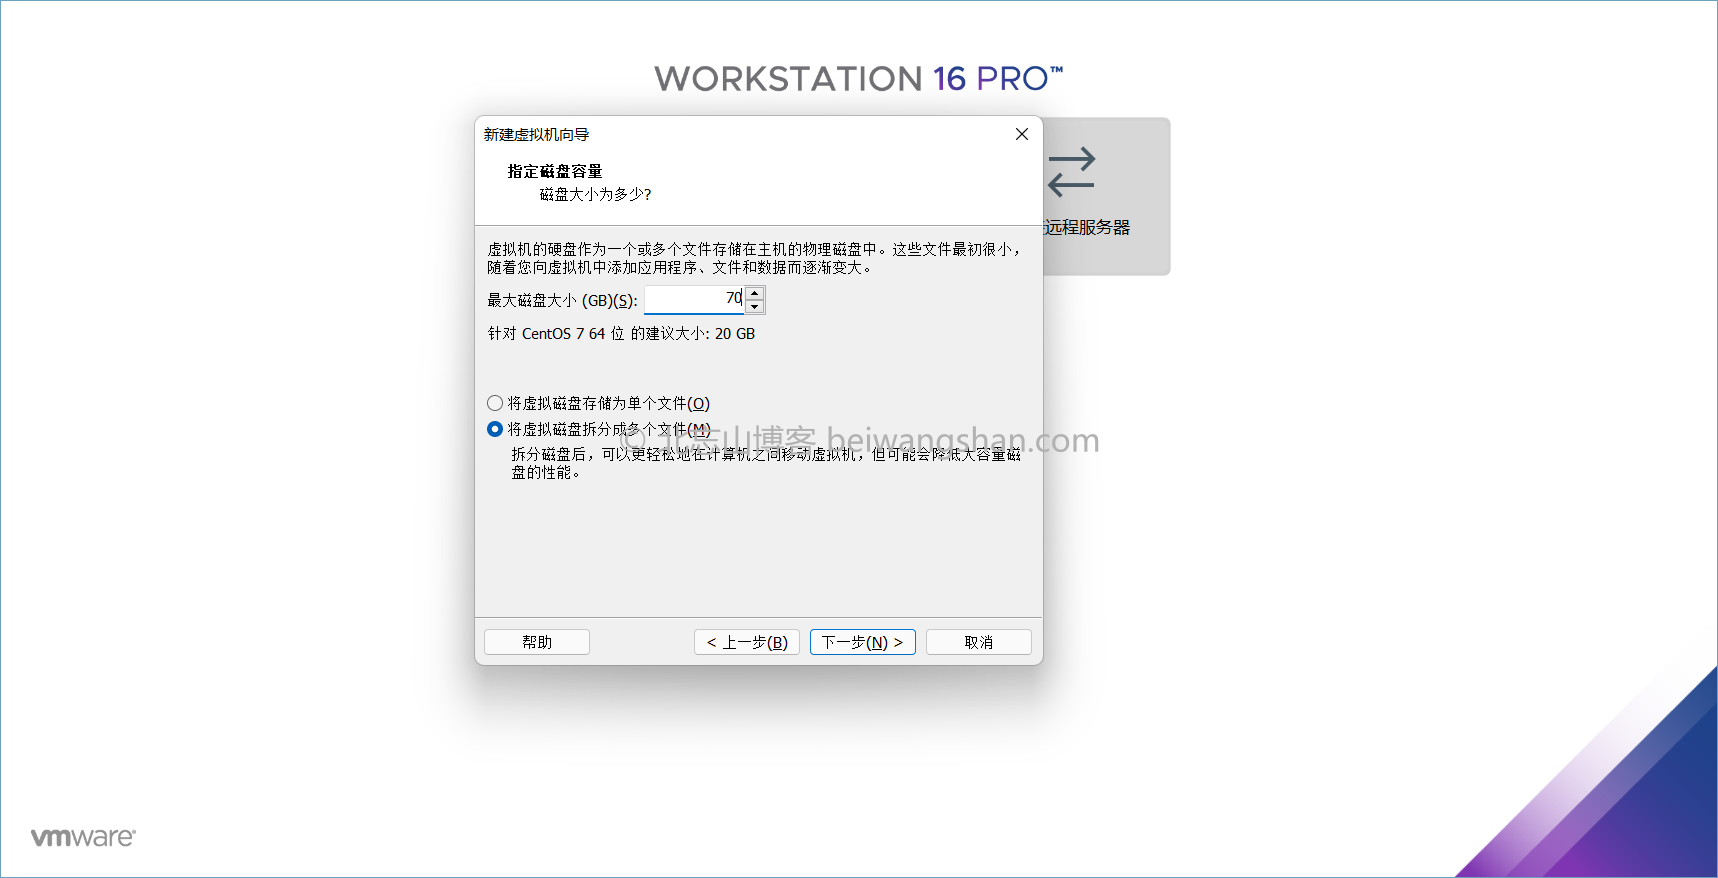 WORKSTATION 16 PRO™
新建虚拟机向导
指定磁盘容量
磁盘大小为多少?
远程服务器
虚拟机的硬盘作为一个或多个文件存储在主机的物理磁盘中。这些文件最初很小，
随着您向虚拟机中添加应用程序、文件和数据而逐渐变大。
最大磁盘大小 (GB)(S): 70
针对 CentOS 7 64 位 的建议大小: 20 GB
将虚拟磁盘存储为单个文件(O)
将虚拟磁盘拆分成多个文件(M)
山博客 beiwangshan.com
拆分磁盘后，可以更轻松地在计算机之间移动虚拟机，但可能会降低大容量磁
盘的性能。
帮助
< 上一步(B)
下一步(N) >
取消
vmware®